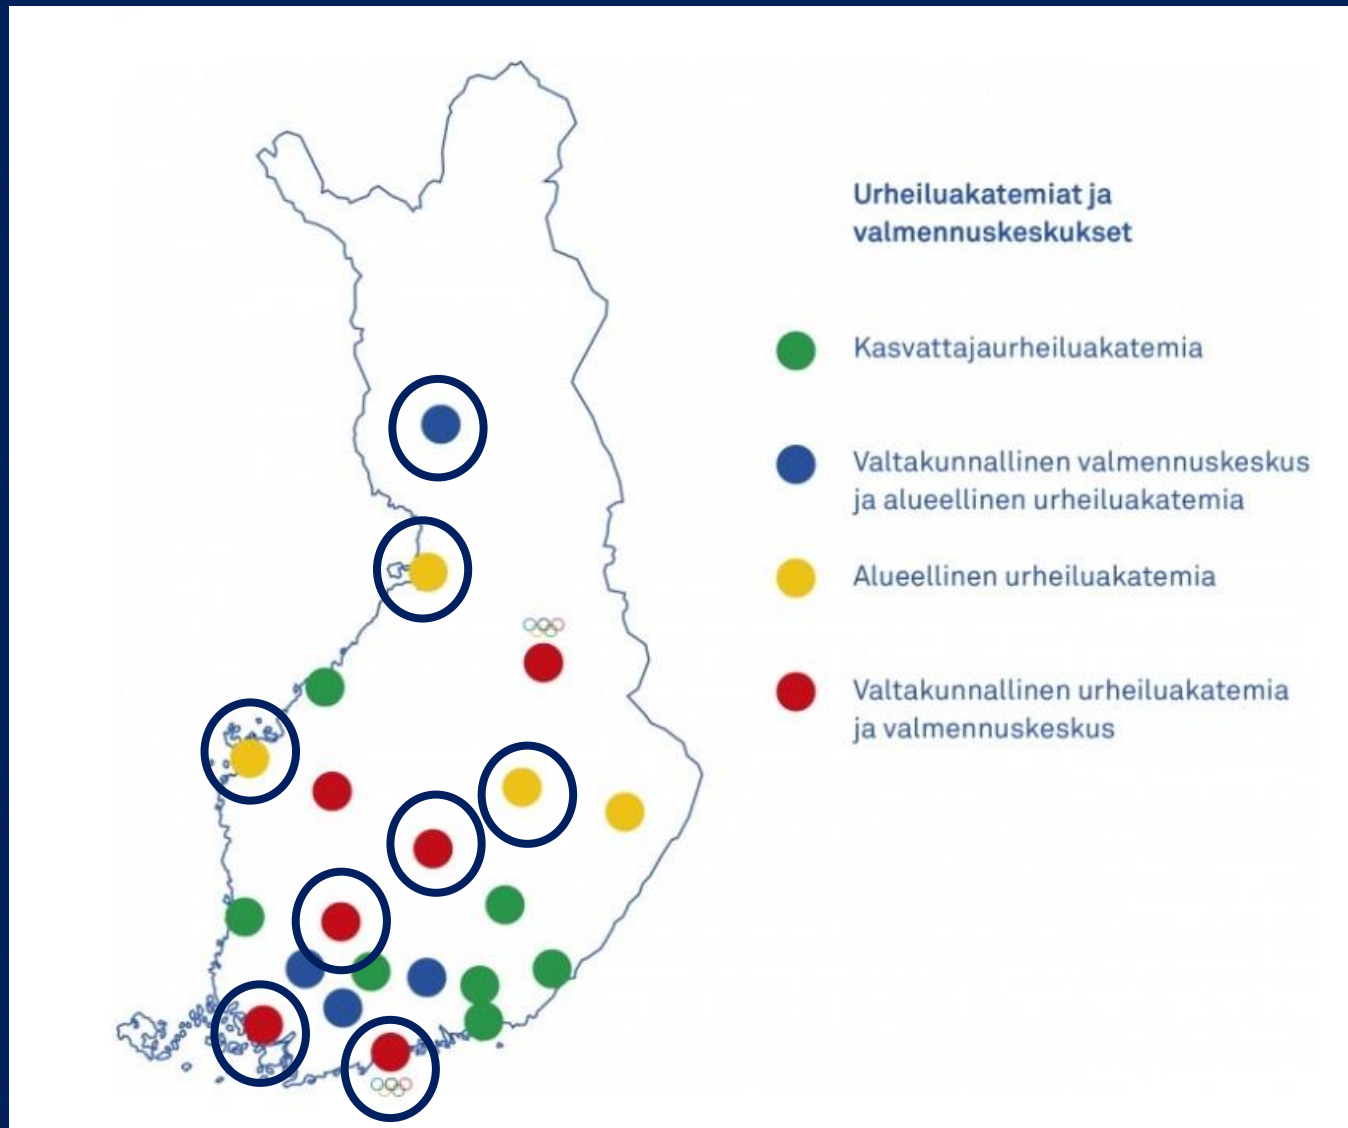 Urheiluakatemiat ja
valmennuskeskukset
Kasvattajaurheiluakatemia
Valtakunnallinen valmennuskeskus
ja alueellinen urheiluakatemia
Alueellinen urheiluakatemia
Valtakunnallinen urheiluakatemia
ja valmennuskeskus